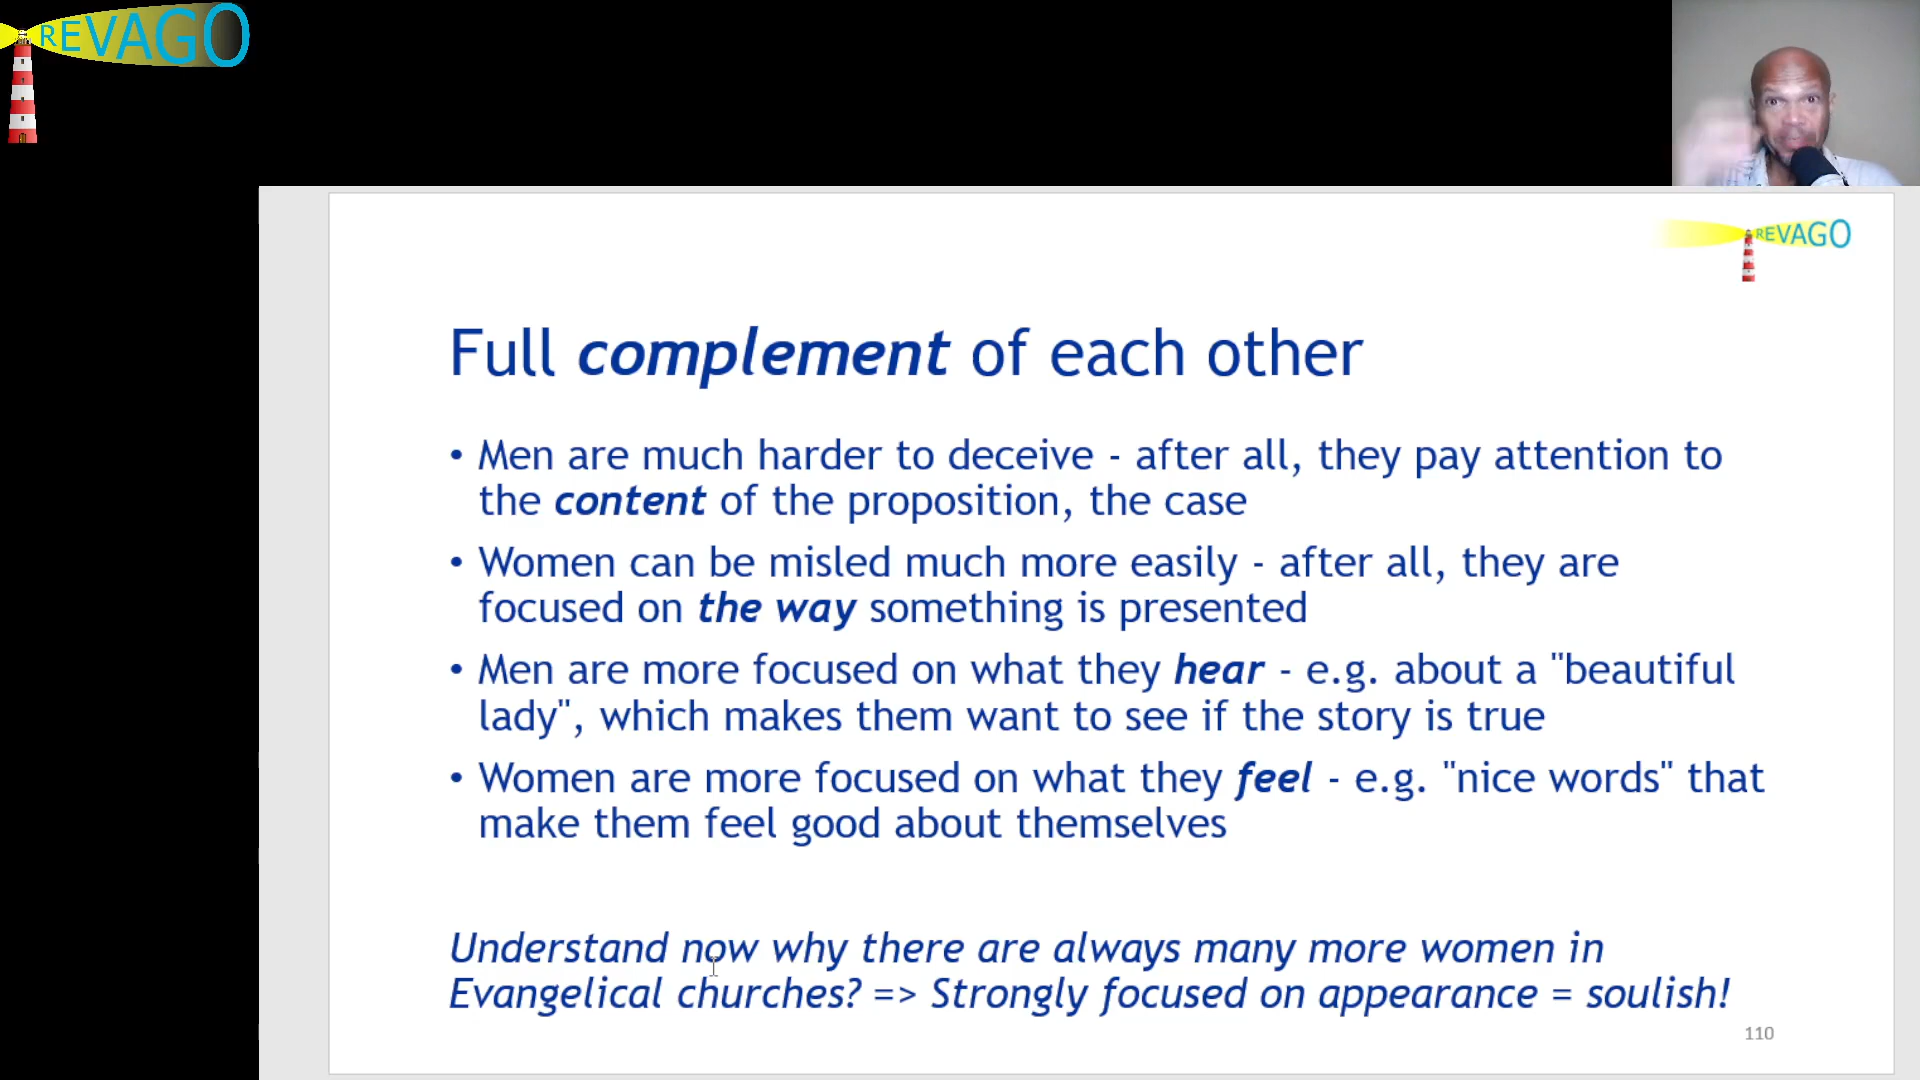 REVAGO
REVAGO
Full complement of each other
• Men are much harder to deceive - after all, they pay attention to
the content of the proposition, the case
• Women can be misled much more easily - after all, they are
focused on the way something is presented
• Men are more focused on what they hear - e.g. about a "beautiful
lady", which makes them want to see if the story is true
• Women are more focused on what they feel - e.g. "nice words" that
make them feel good about themselves
Understand now why there are always many more women in
Evangelical churches? => Strongly focused on appearance = soulish!
110